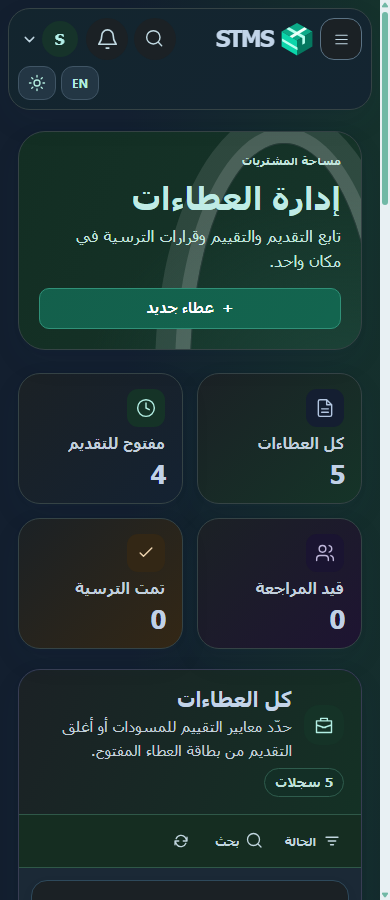 STMS
S
EN
مساحة المشتريات
إدارة العطاءات
تابع التقديم والتقييم وقرارات الترسية في
مكان واحد.
+ عطاء جديد
كل العطاءات
5
مفتوح للتقديم
4
قيد المراجعة
0
تمت الترسية
0
كل العطاءات
حدّد معايير التقييم للمسودات أو أغلق
التقديم من بطاقة العطاء المفتوح.
5 سجلات
الحالة
بحث